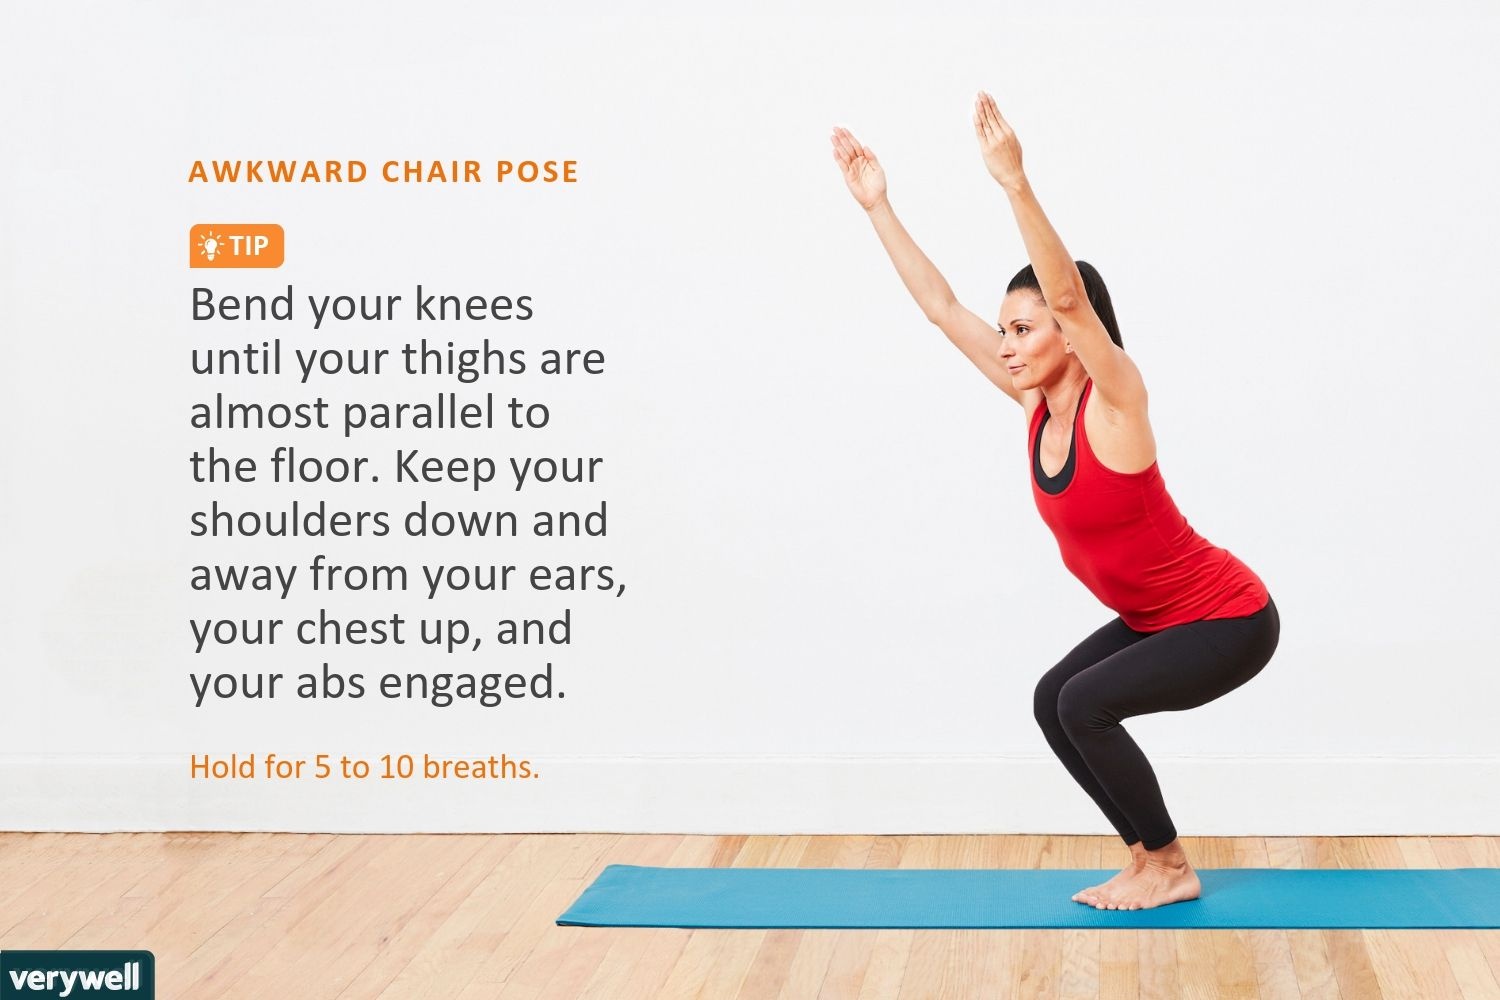 AWKWARD CHAIR POSE
TIP
Bend your knees
until your thighs are
almost parallel to
the floor. Keep your
shoulders down and
away from your ears,
your chest up, and
your abs engaged.
Hold for 5 to 10 breaths.
verywell